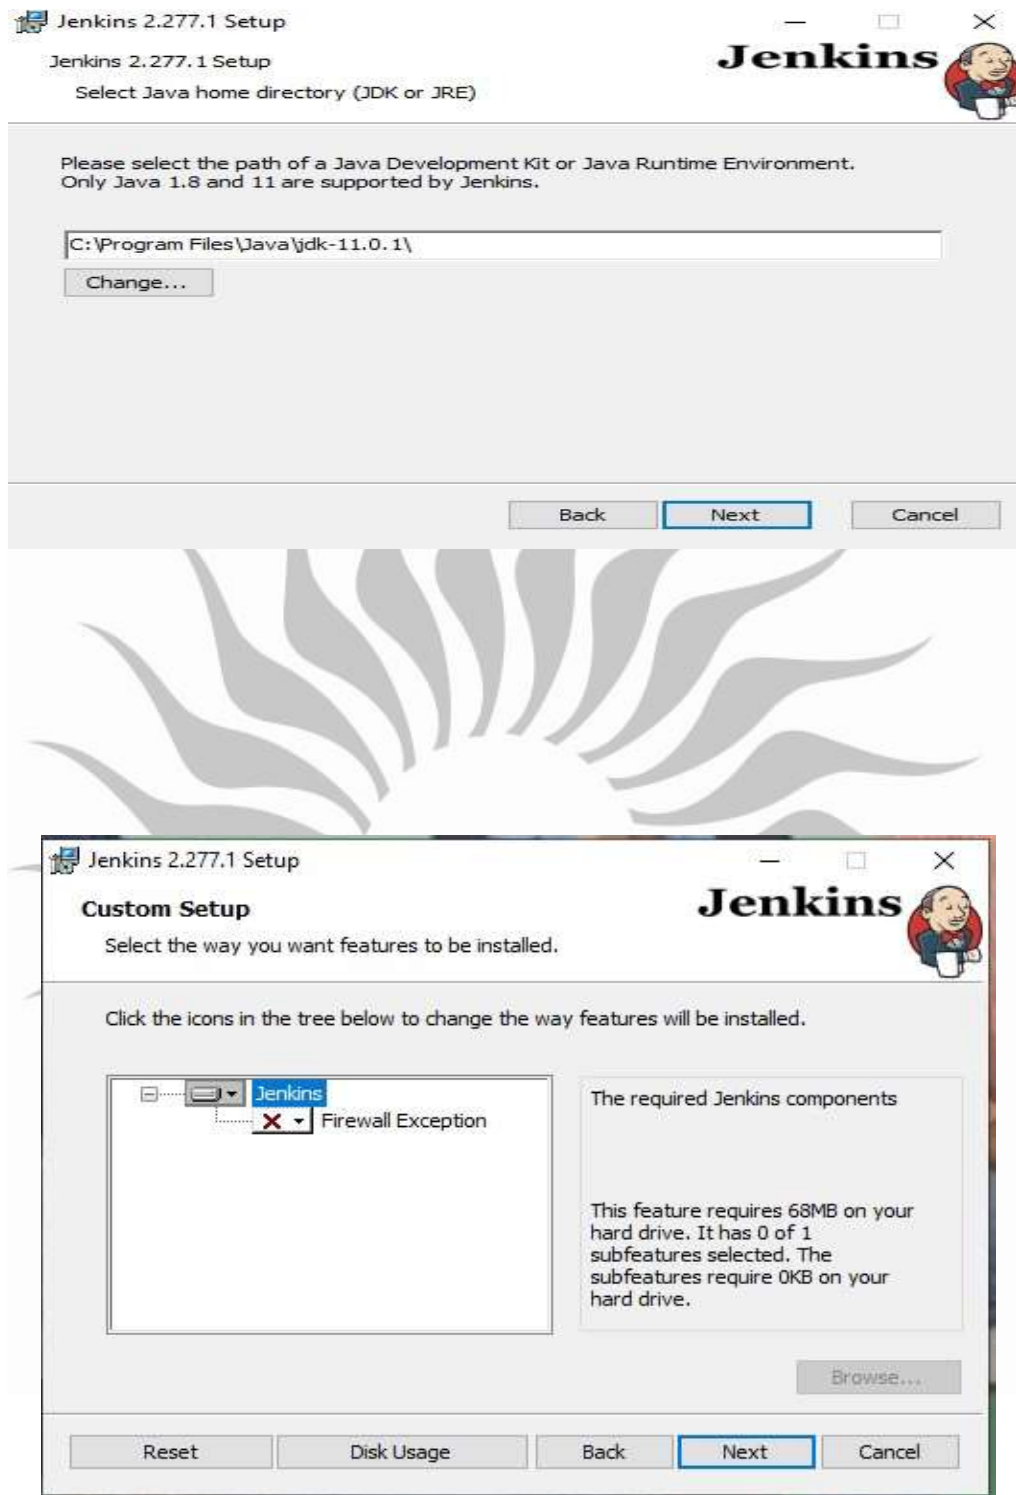 Jenkins 2.277.1 Setup
Jenkins 2.277.1 Setup
Jenkins
Select Java home directory (JDK or JRE)
Please select the path of a Java Development Kit or Java Runtime Environment.
Only Java 1.8 and 11 are supported by Jenkins.
C:\Program Files\Java\jdk-11.0.1\
Change...
Back Next Cancel
Jenkins 2.277.1 Setup
Custom Setup
Jenkins
Select the way you want features to be installed.
Click the icons in the tree below to change the way features will be installed.
Jenkins
Firewall Exception
The required Jenkins components
This feature requires 68MB on your
hard drive. It has 0 of 1
subfeatures selected. The
subfeatures require 0KB on your
hard drive.
Browse...
Reset Disk Usage Back Next Cancel